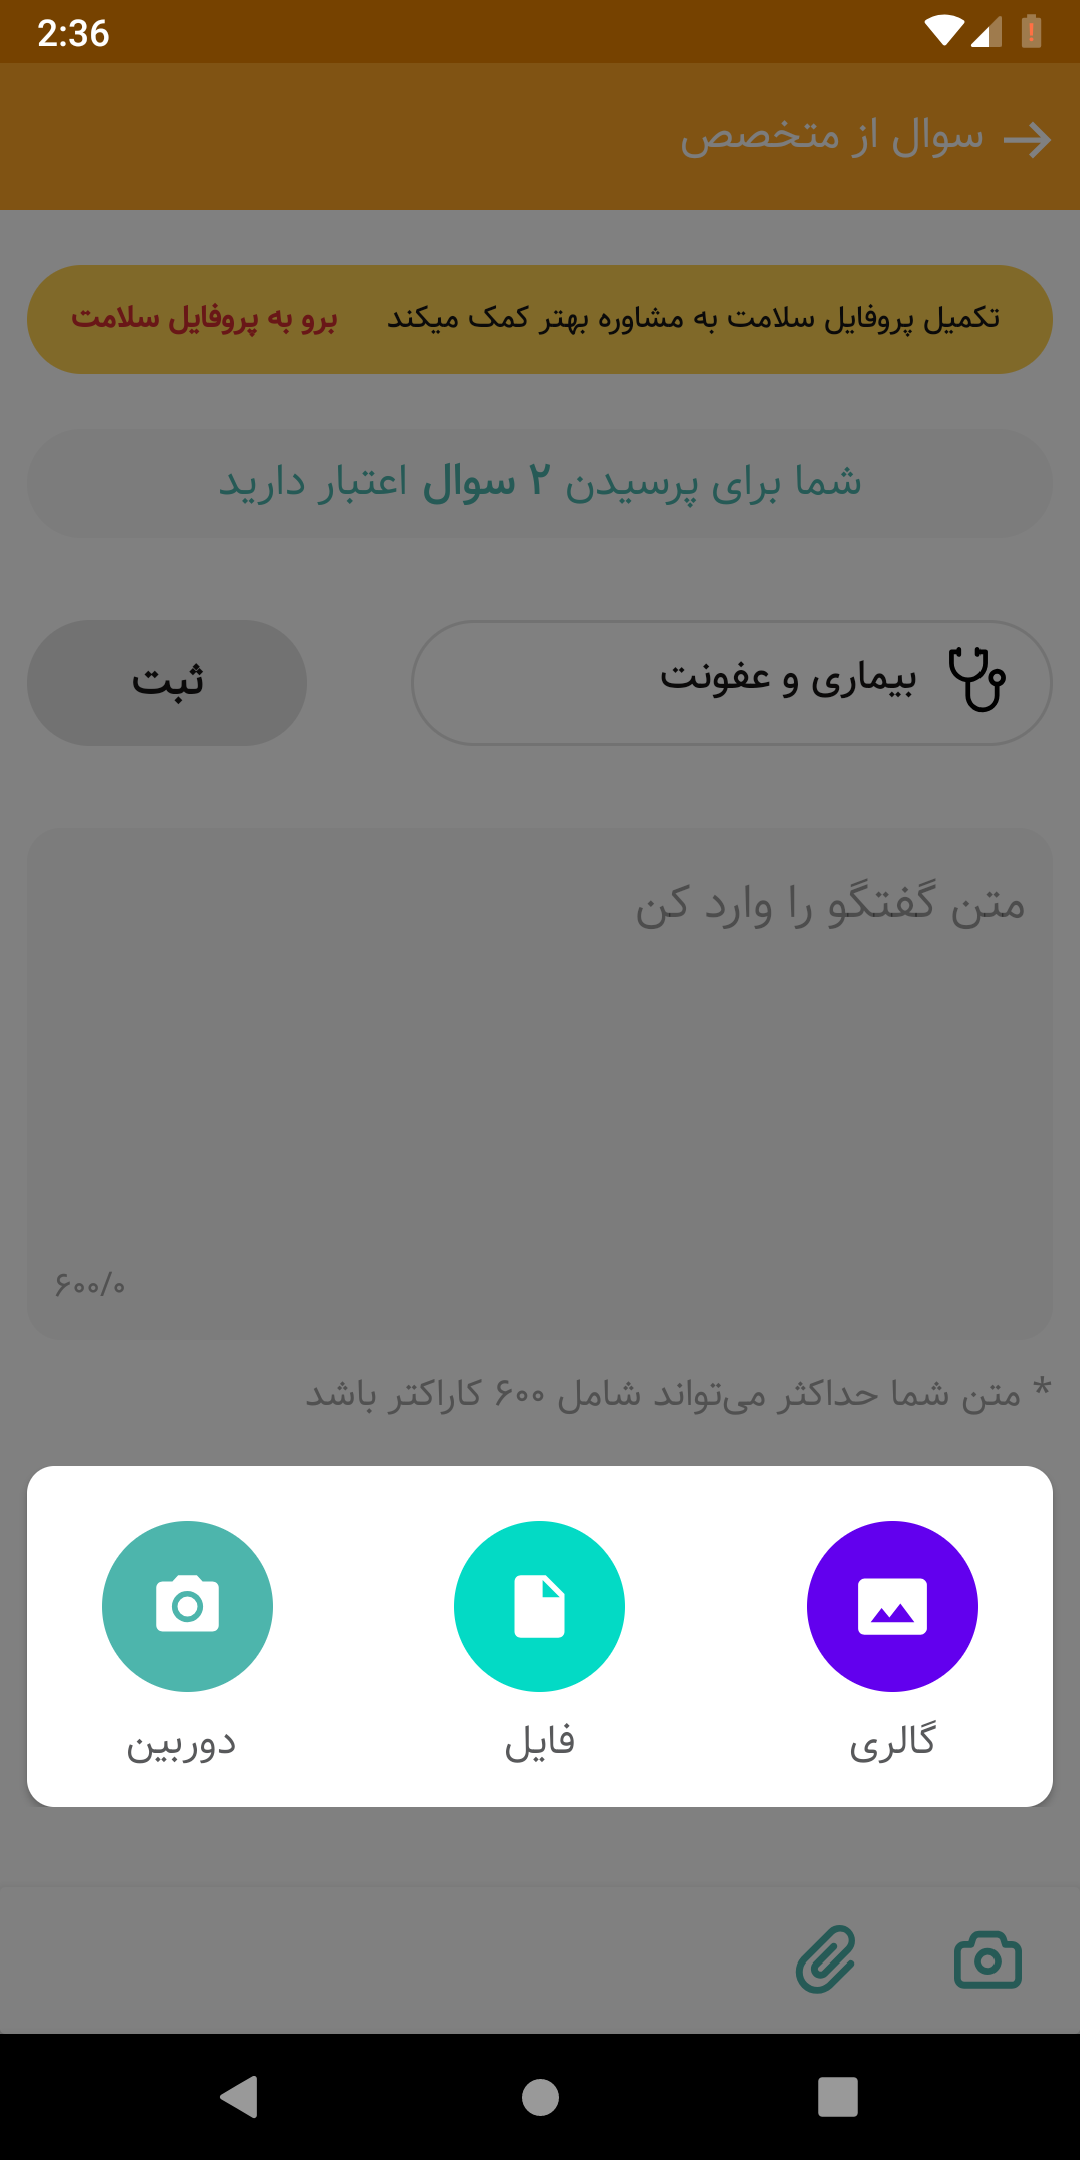 2:36
سوال از متخصص
تکمیل پروفایل سلامت به مشاوره بهتر کمک میکند برو به پروفایل سلامت
شما برای پرسیدن ۲ سوال اعتبار دارید
بیماری و عفونت
ثبت
متن گفتگو را وارد کن
۶۰۰/۰
* متن شما حداکثر می‌تواند شامل ۶۰۰ کاراکتر باشد
گالری
فایل
دوربین